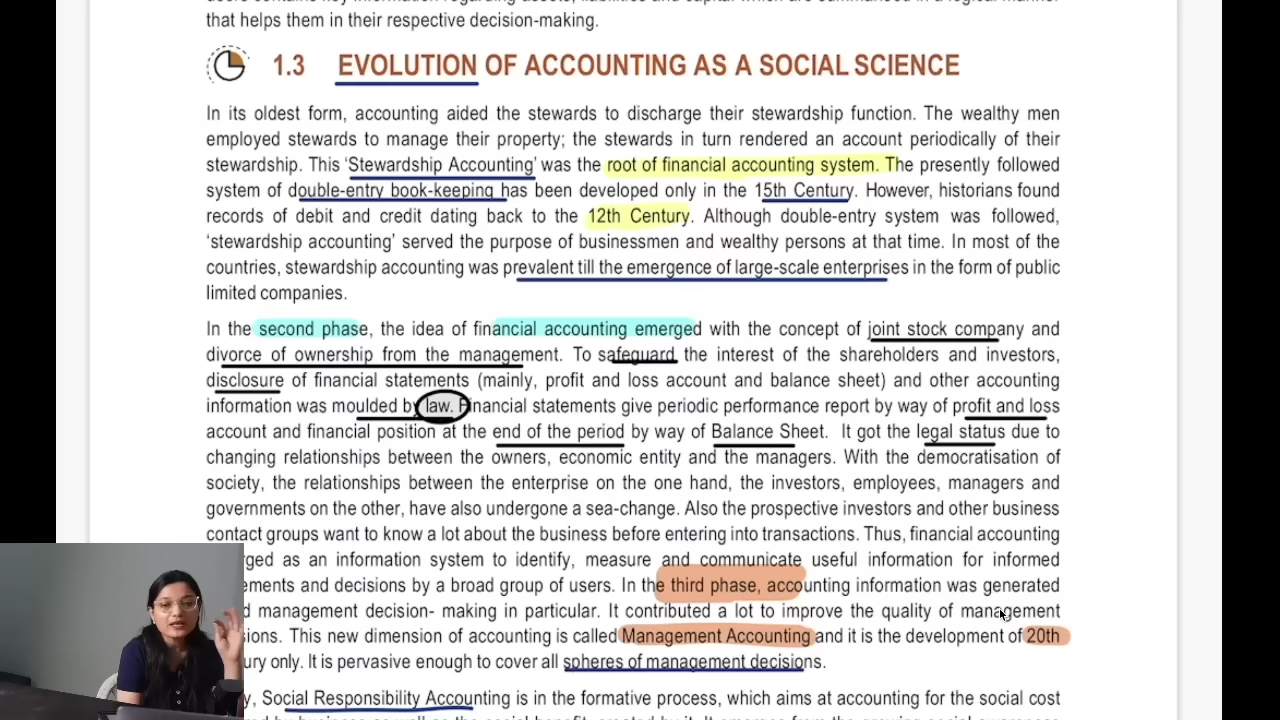 that helps them in their respective decision-making.
1.3 EVOLUTION OF ACCOUNTING AS A SOCIAL SCIENCE
In its oldest form, accounting aided the stewards to discharge their stewardship function. The wealthy men
employed stewards to manage their property; the stewards in turn rendered an account periodically of their
stewardship. This ‘Stewardship Accounting’ was the root of financial accounting system. The presently followed
system of double-entry book-keeping has been developed only in the 15th Century. However, historians found
records of debit and credit dating back to the 12th Century. Although double-entry system was followed,
‘stewardship accounting’ served the purpose of businessmen and wealthy persons at that time. In most of the
countries, stewardship accounting was prevalent till the emergence of large-scale enterprises in the form of public
limited companies.
In the second phase, the idea of financial accounting emerged with the concept of joint stock company and
divorce of ownership from the management. To safeguard the interest of the shareholders and investors,
disclosure of financial statements (mainly, profit and loss account and balance sheet) and other accounting
information was moulded by law. Financial statements give periodic performance report by way of profit and loss
account and financial position at the end of the period by way of Balance Sheet. It got the legal status due to
changing relationships between the owners, economic entity and the managers. With the democratisation of
society, the relationships between the enterprise on the one hand, the investors, employees, managers and
governments on the other, have also undergone a sea-change. Also the prospective investors and other business
contact groups want to know a lot about the business before entering into transactions. Thus, financial accounting
as an information system to identify, measure and communicate useful information for informed
and decisions by a broad group of users. In the third phase, accounting information was generated
management decision- making in particular. It contributed a lot to improve the quality of management
This new dimension of accounting is called Management Accounting and it is the development of 20th
only. It is pervasive enough to cover all spheres of management decisions.
Social Responsibility Accounting is in the formative process, which aims at accounting for the social cost